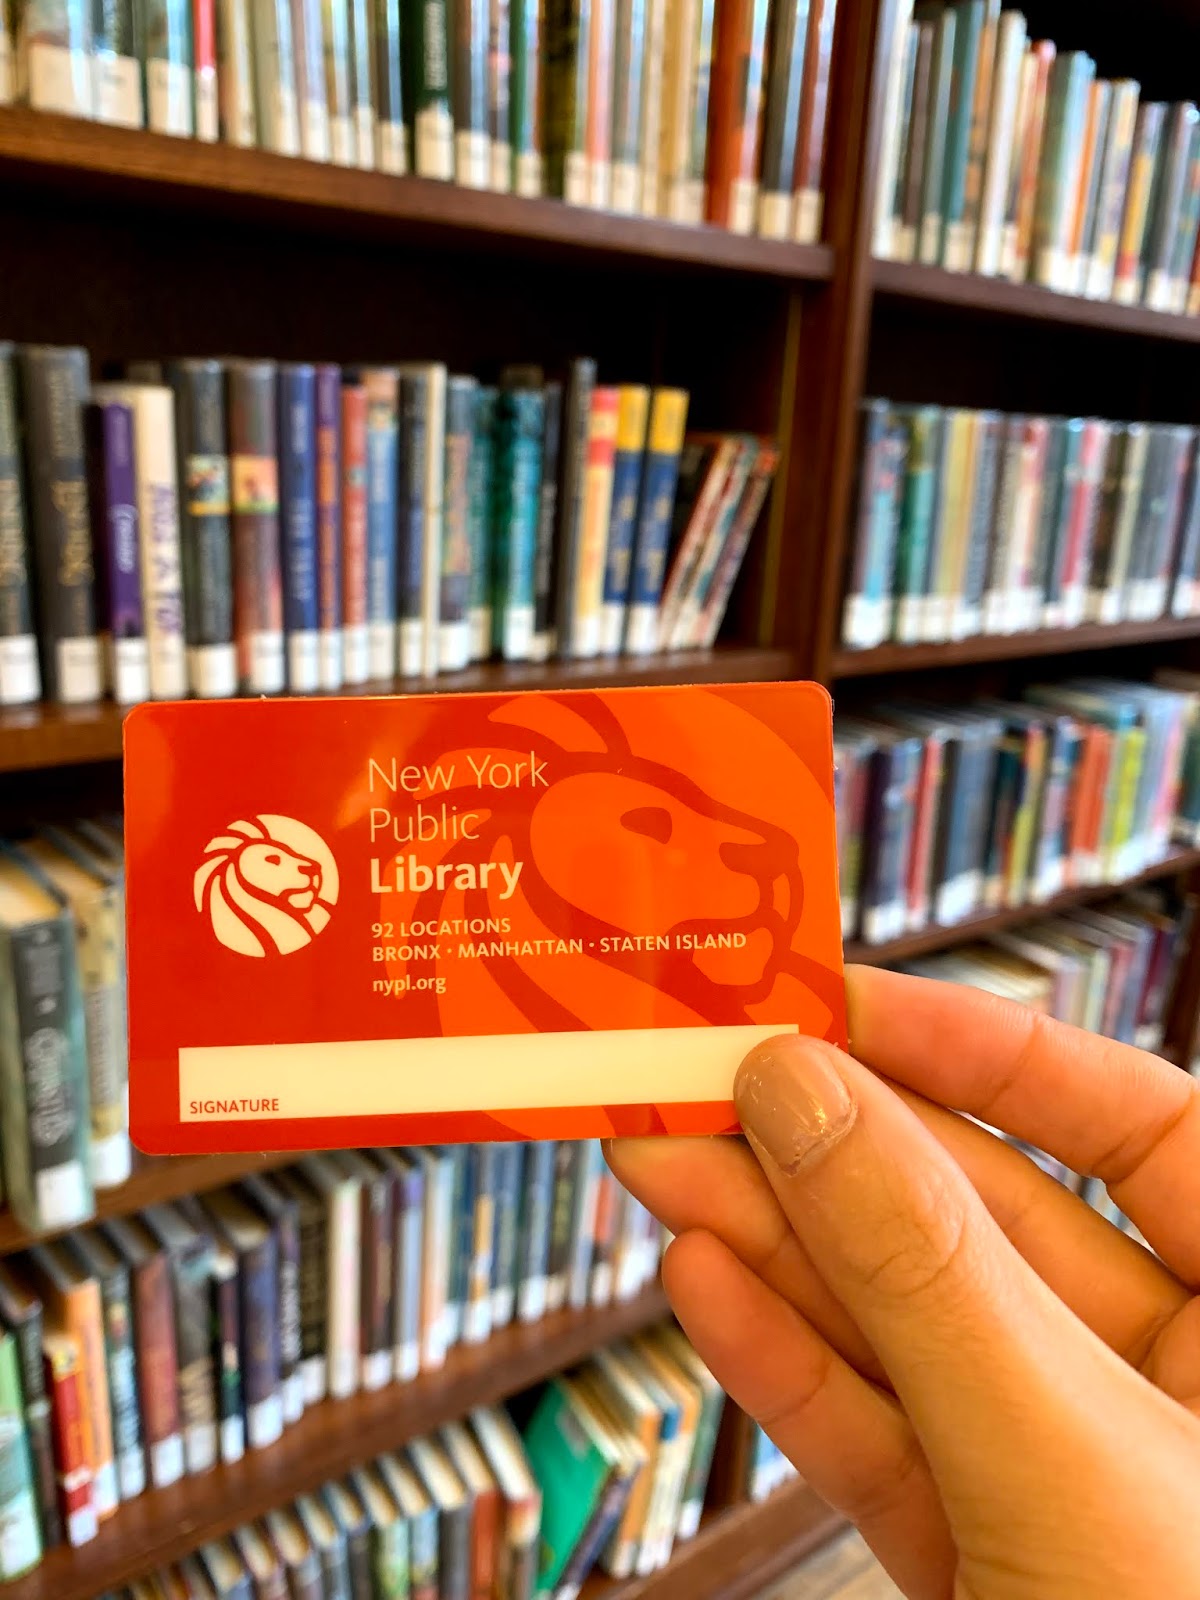 New York
Public
Library
92 LOCATIONS
BRONX · MANHATTAN · STATEN ISLAND
nypl.org
SIGNATURE